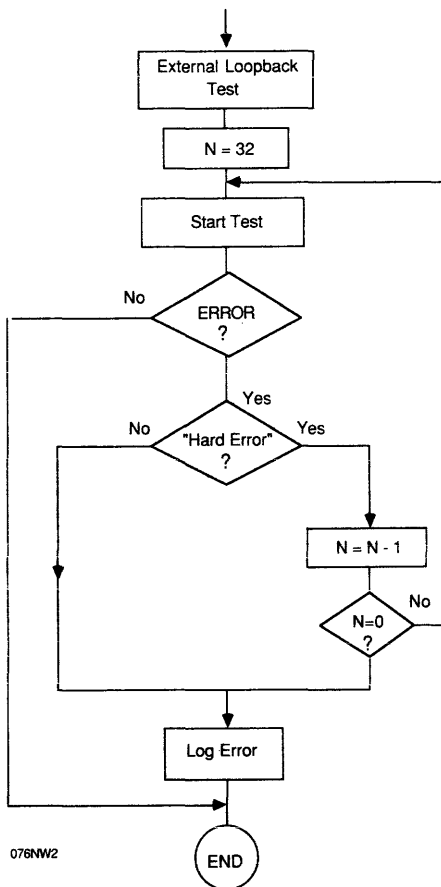 External Loopback
Test
N = 32
Start Test
No
ERROR
?
Yes
No
"Hard Error"
?
Yes
N = N - 1
N=0
?
No
Log Error
076NW2
END